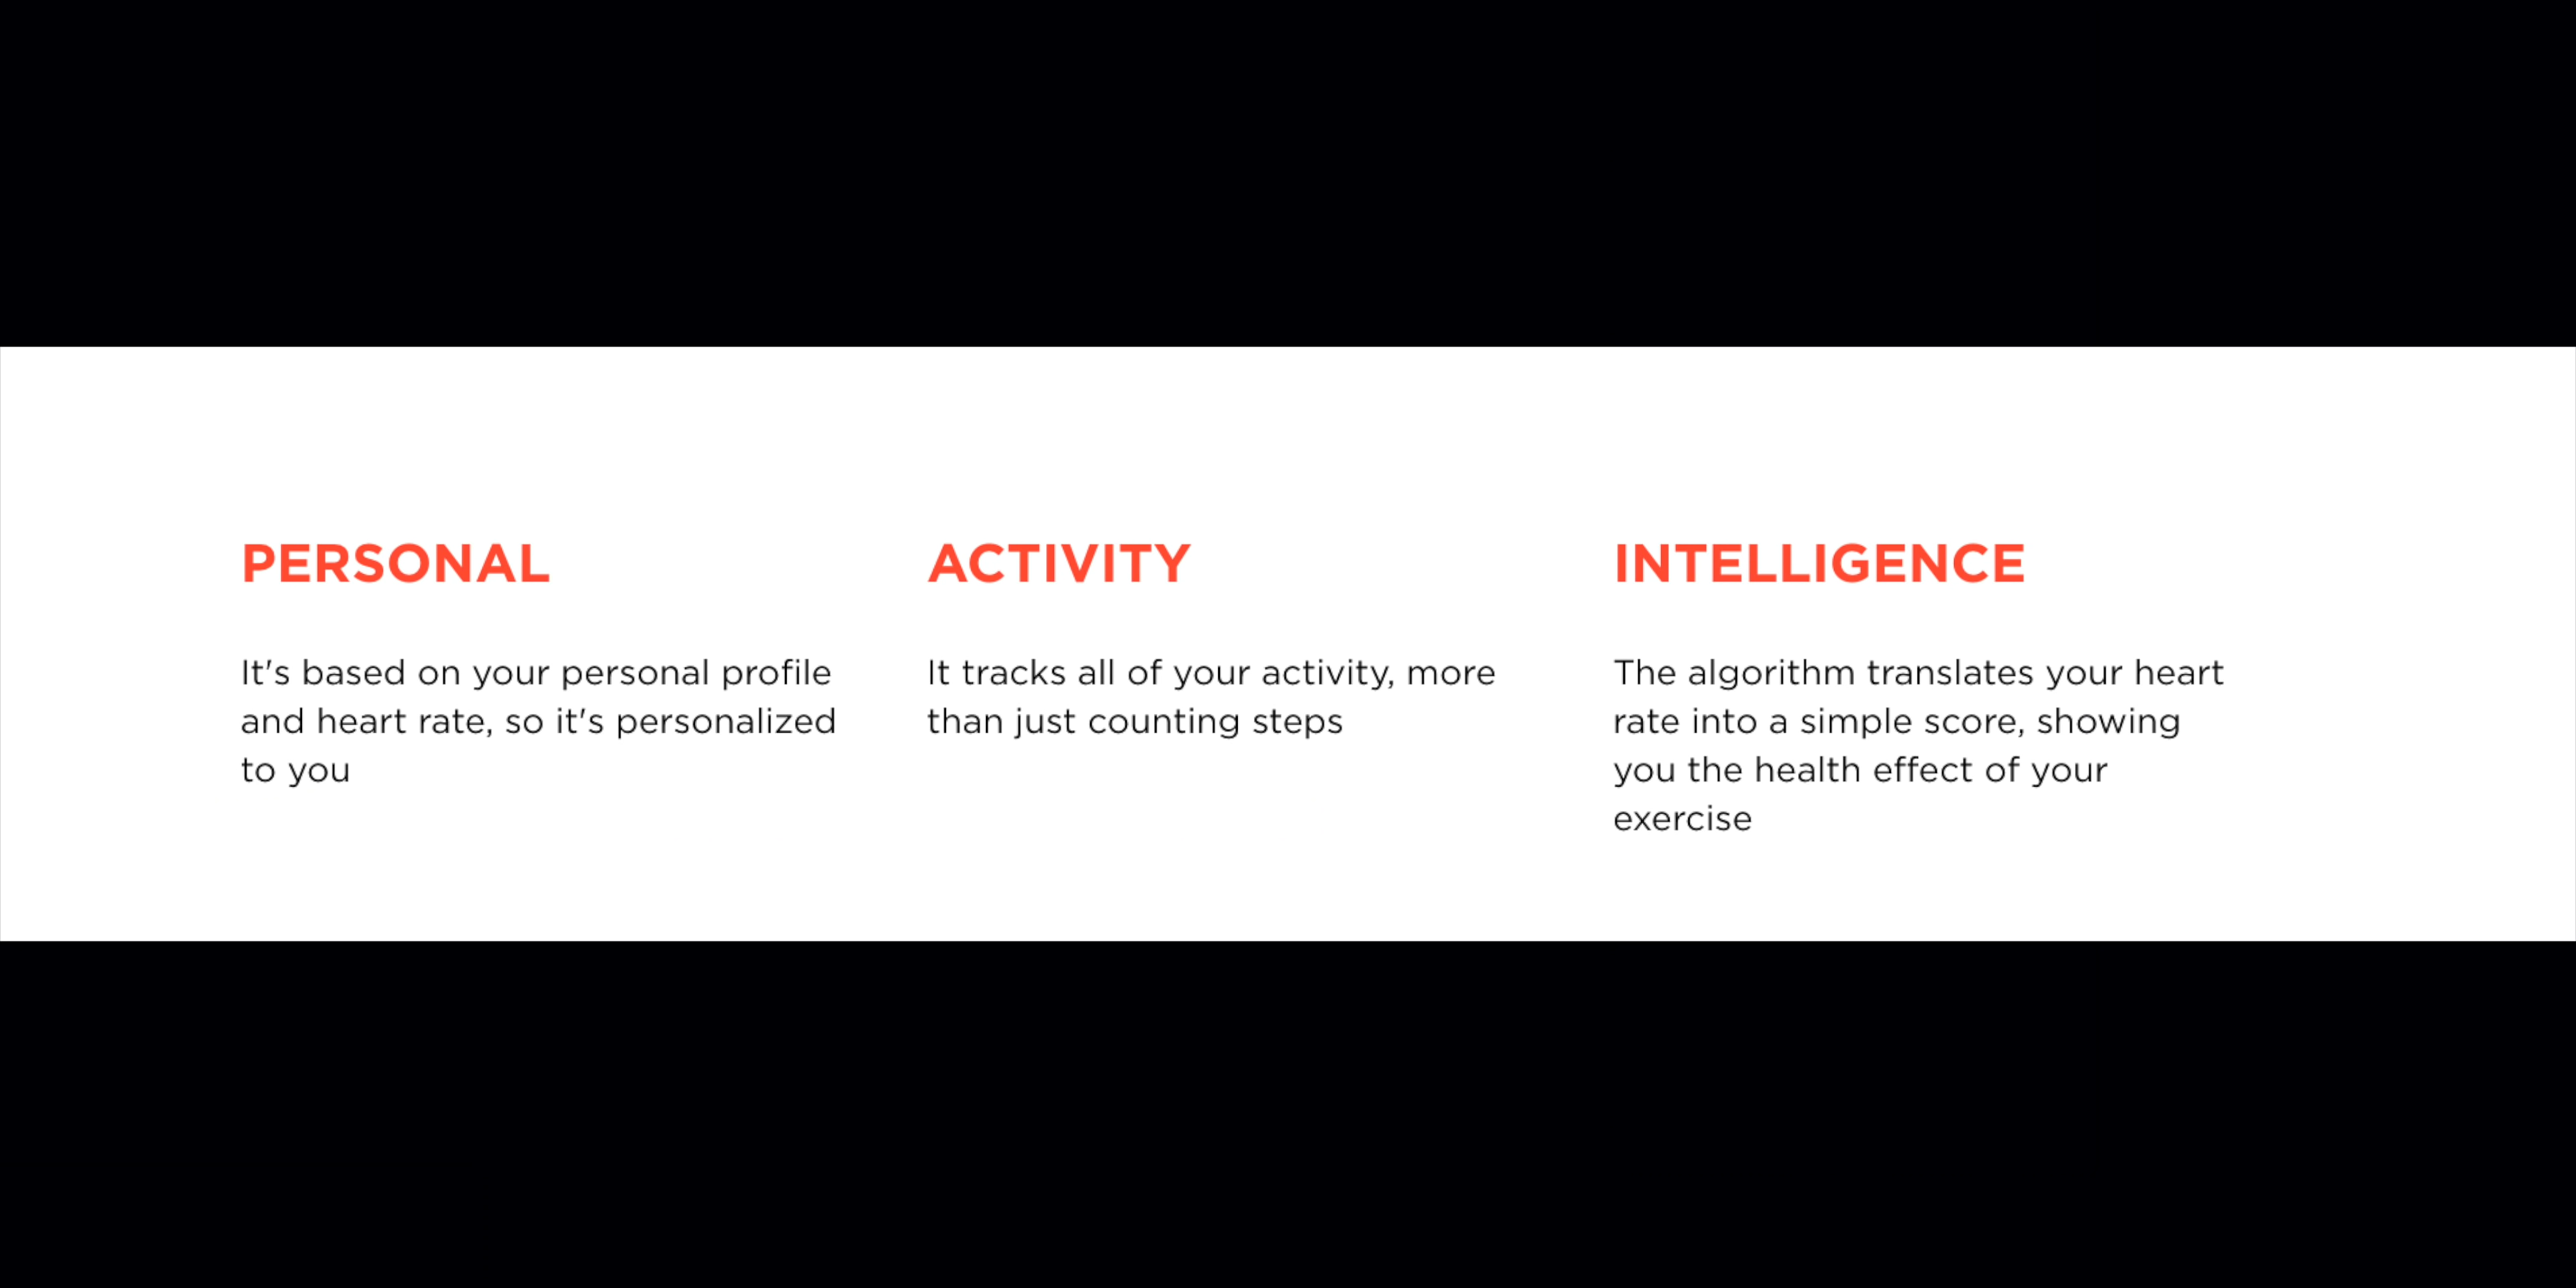 PERSONAL
It's based on your personal profile
and heart rate, so it's personalized
to you
ACTIVITY
It tracks all of your activity, more
than just counting steps
INTELLIGENCE
The algorithm translates your heart
rate into a simple score, showing
you the health effect of your
exercise